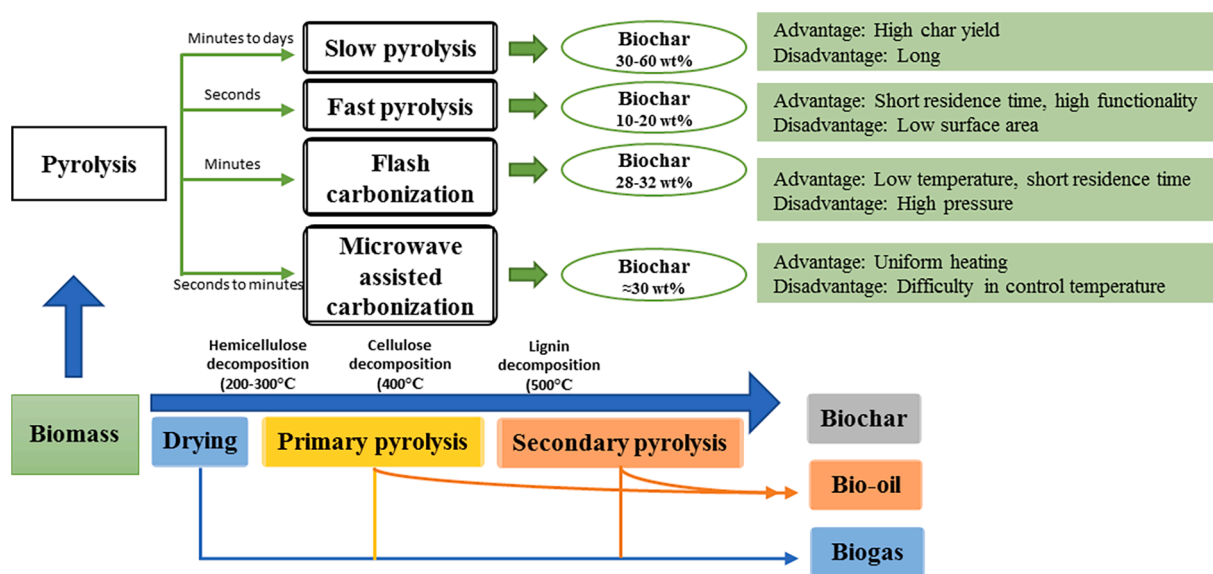 Minutes to days
Slow pyrolysis
Biochar
30-60 wt%
Advantage: High char yield
Disadvantage: Long
Seconds
Fast pyrolysis
Biochar
10-20 wt%
Advantage: Short residence time, high functionality
Disadvantage: Low surface area
Pyrolysis
Minutes
Flash
carbonization
Biochar
28-32 wt%
Advantage: Low temperature, short residence time
Disadvantage: High pressure
Seconds to minutes
Microwave
assisted
carbonization
Biochar
≈30 wt%
Advantage: Uniform heating
Disadvantage: Difficulty in control temperature
Hemicellulose
decomposition
(200-300°C
Cellulose
decomposition
(400°C
Lignin
decomposition
(500°C
Biomass
Drying
Primary pyrolysis
Secondary pyrolysis
Biochar
Bio-oil
Biogas